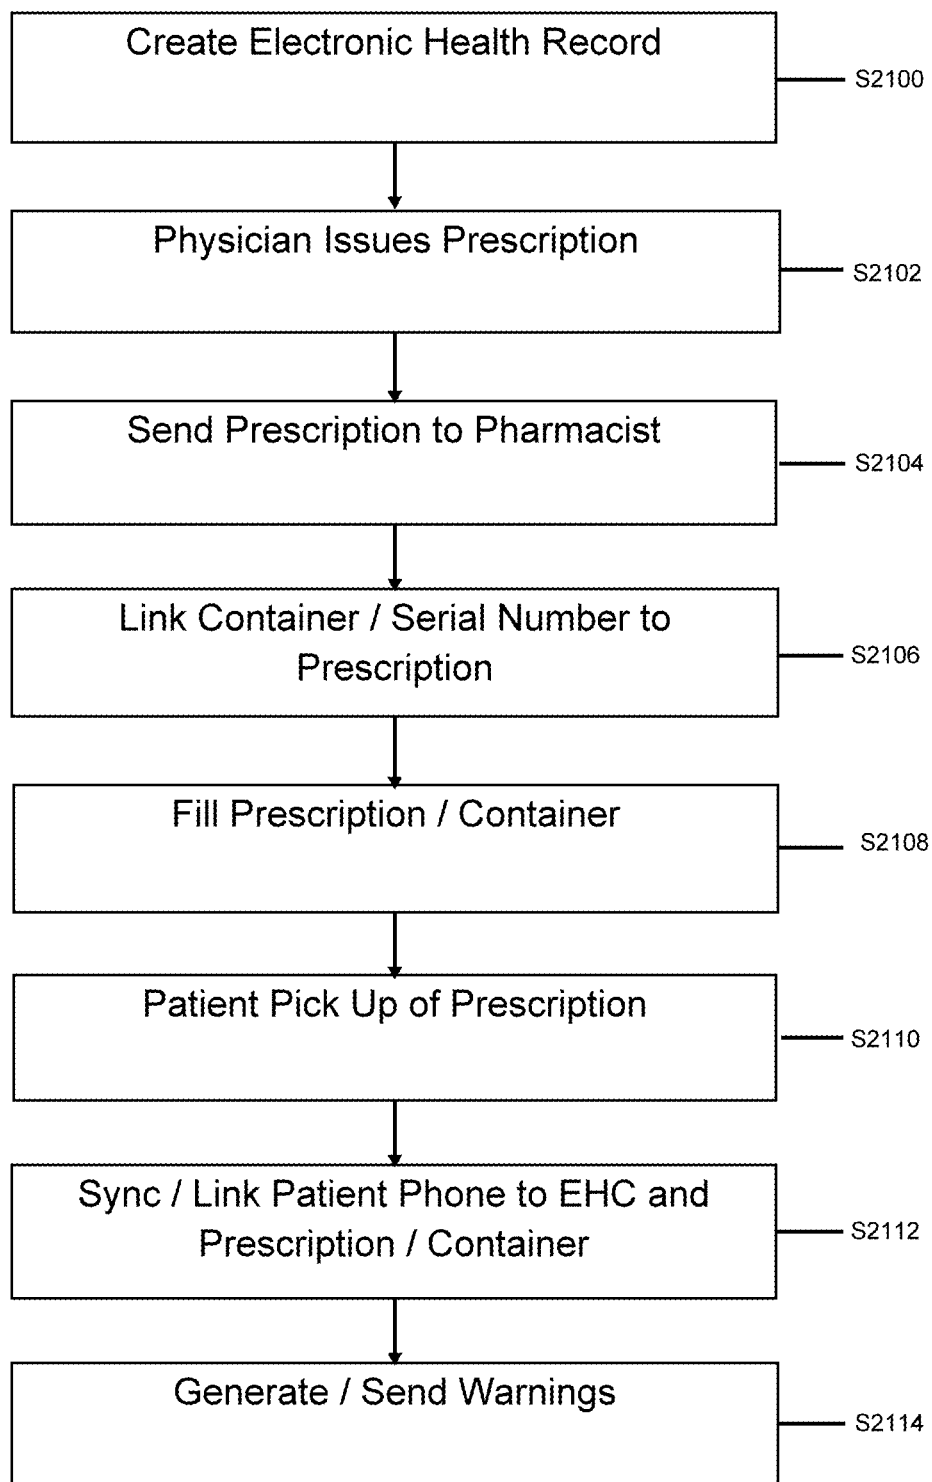 Create Electronic Health Record
S2100
Physician Issues Prescription
S2102
Send Prescription to Pharmacist
S2104
Link Container / Serial Number to
Prescription
S2106
Fill Prescription / Container
S2108
Patient Pick Up of Prescription
S2110
Sync / Link Patient Phone to EHC and
Prescription / Container
S2112
Generate / Send Warnings
S2114